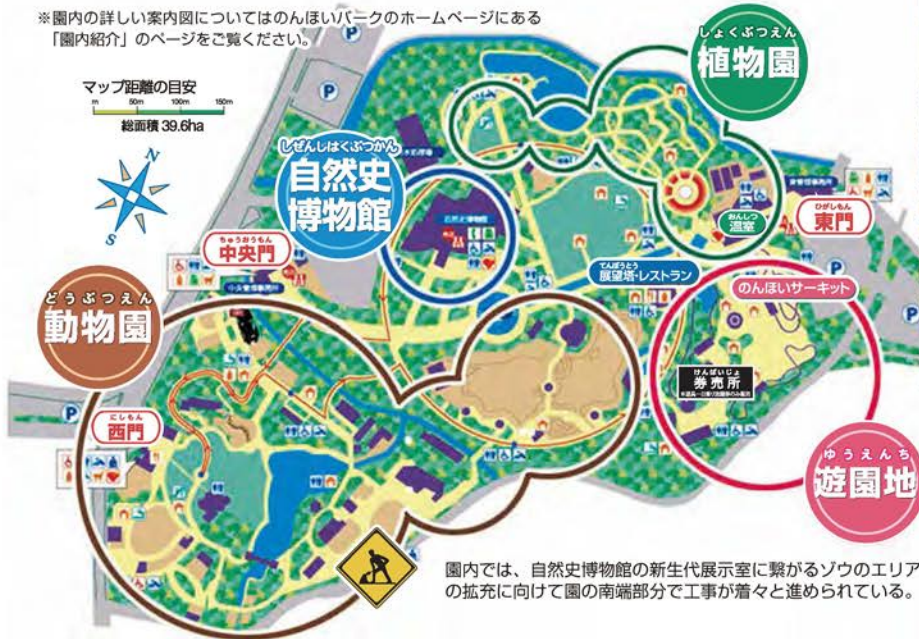 ※園内の詳しい案内図についてはのんほいパークのホームページにある
「園内紹介」のページをご覧ください。
マップ距離の目安
m 50m 100m 150m
総面積 39.6ha
N
S
しょくぶつえん
植物園
しぜんしはくぶつかん
自然史
博物館
自然史博物館
おんしつ
温室
ひがしもん
東門
ちゅうおうもん
中央門
てんぼうとう
展望塔・レストラン
のんほいサーキット
どうぶつえん
動物園
けんばいじょ
券売所
にしもん
西門
ゆうえんち
遊園地
P
P
P
P
P
P
園内では、自然史博物館の新生代展示室に繋がるゾウのエリア
の拡充に向けて園の南端部分で工事が着々と進められている。